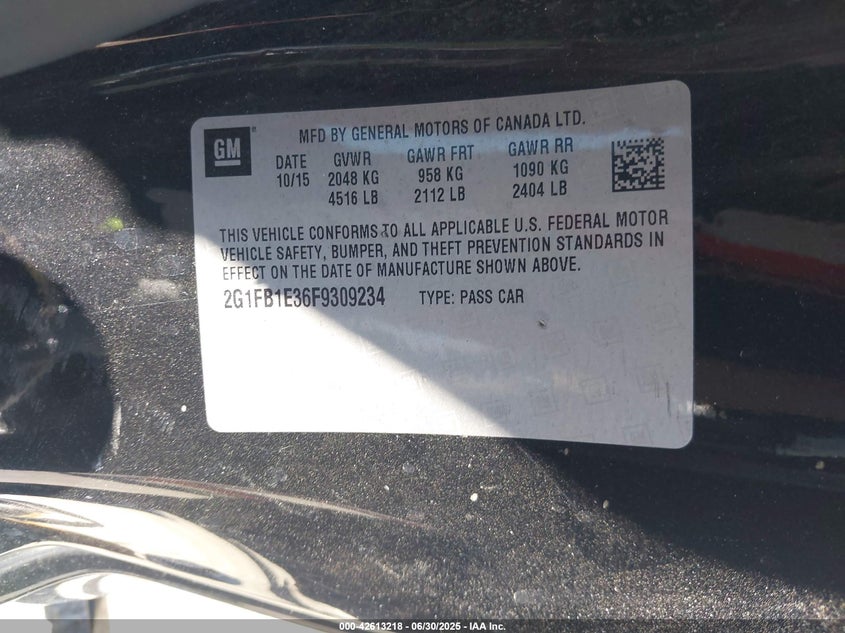 GM
MFD BY GENERAL MOTORS OF CANADA LTD.
DATE GVWR GAWR FRT GAWR RR
10/15 2048 KG 958 KG 1090 KG
4516 LB 2112 LB 2404 LB
THIS VEHICLE CONFORMS TO ALL APPLICABLE U.S. FEDERAL MOTOR
VEHICLE SAFETY, BUMPER, AND THEFT PREVENTION STANDARDS IN
EFFECT ON THE DATE OF MANUFACTURE SHOWN ABOVE.
2G1FB1E36F9309234 TYPE: PASS CAR
000-42613218 - 06/30/2025 - IAA Inc.